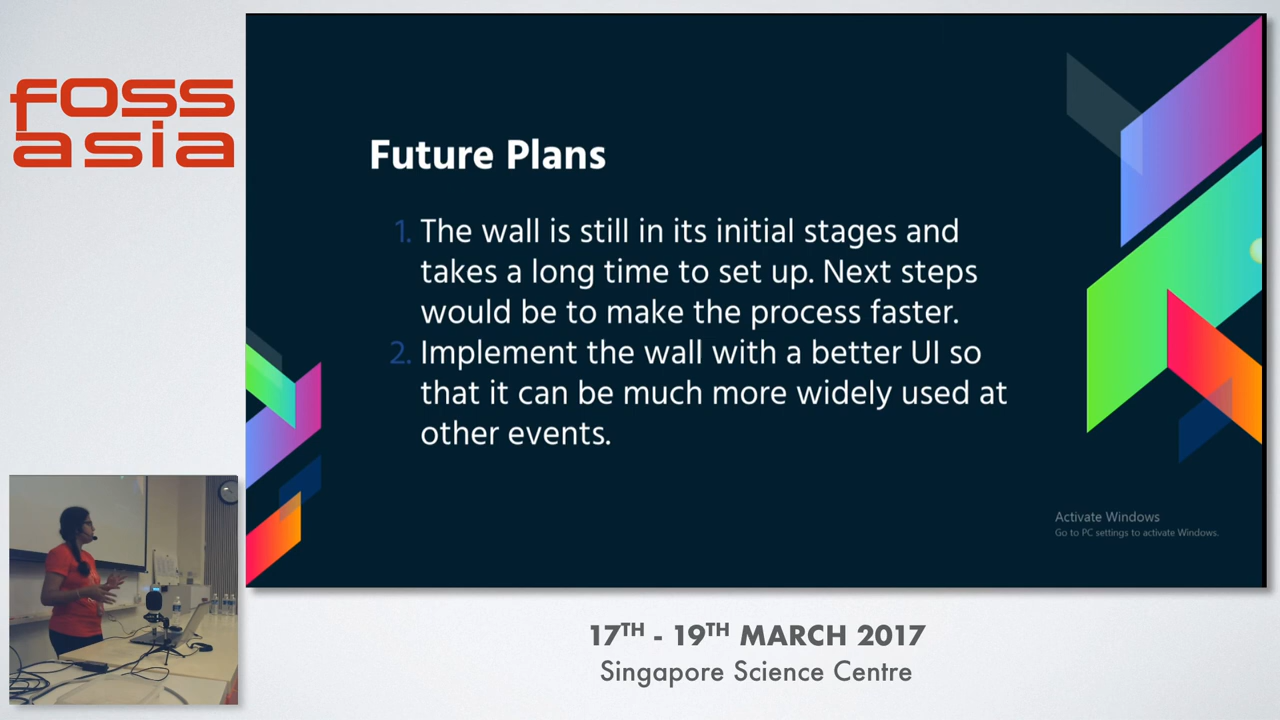 foss
asia
Future Plans
1. The wall is still in its initial stages and
takes a long time to set up. Next steps
would be to make the process faster.
2. Implement the wall with a better UI so
that it can be much more widely used at
other events.
Activate Windows
Go to PC settings to activate Windows.
17TH - 19TH MARCH 2017
Singapore Science Centre